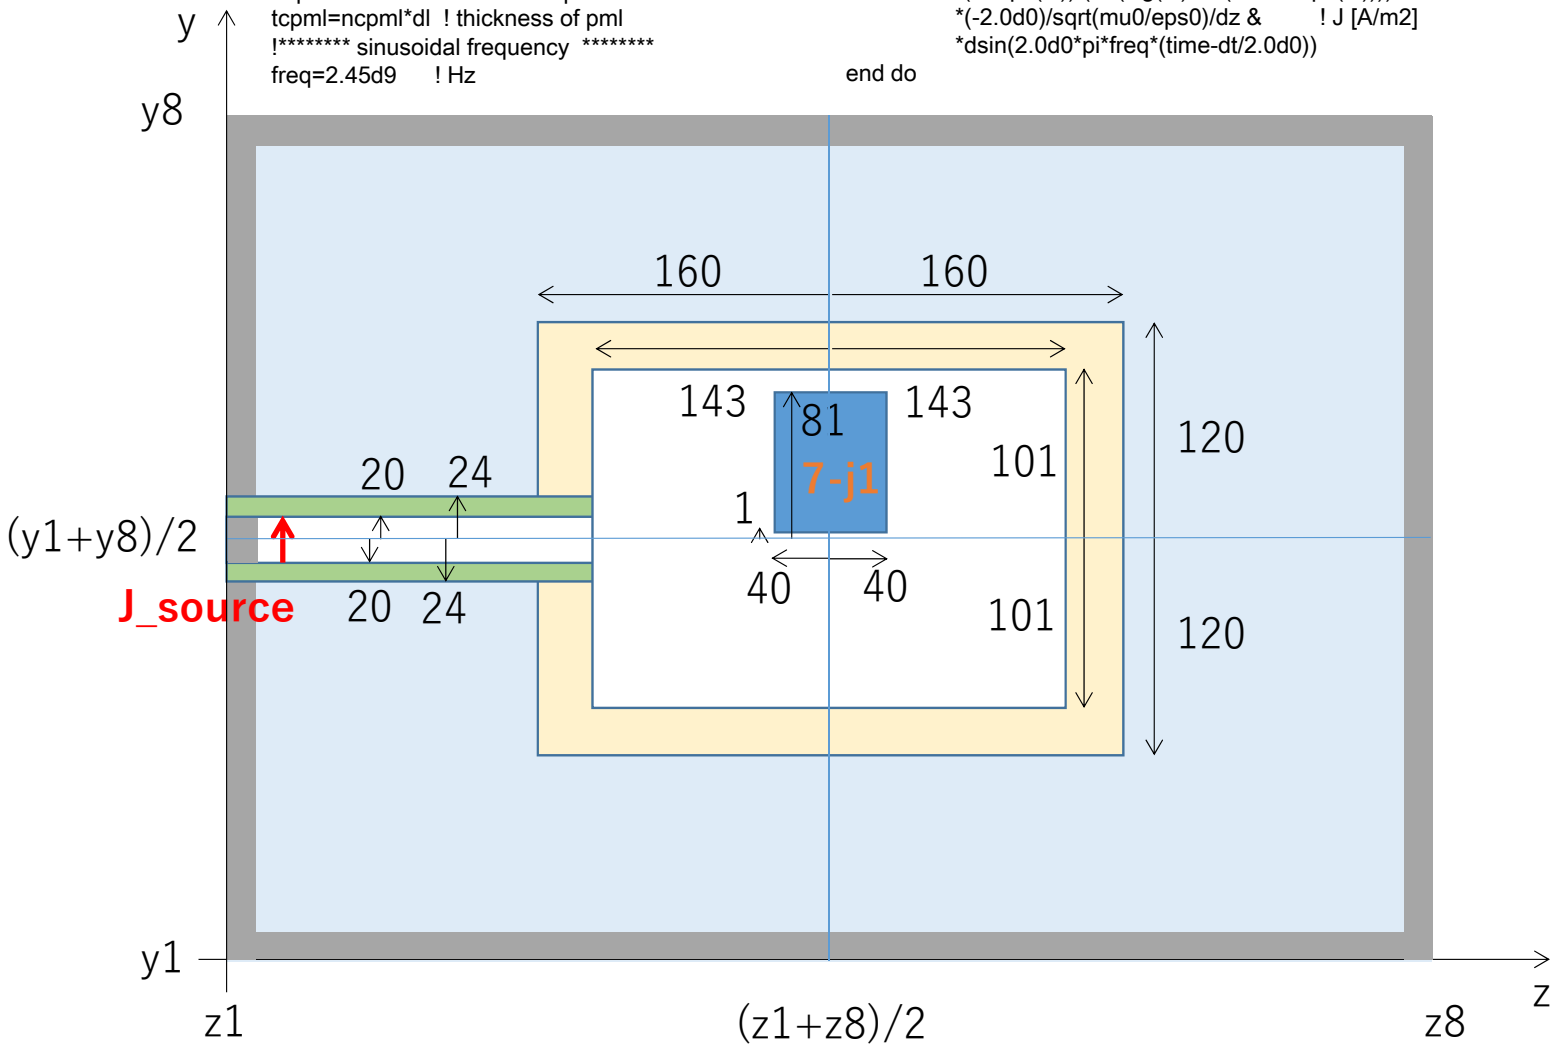 tcpml=ncpml*dl ! thickness of pml
!******** sinusoidal frequency ********
freq=2.45d9 ! Hz
*(-2.0d0)/sqrt(mu0/eps0)/dz & ! J [A/m2]
*dsin(2.0d0*pi*freq*(time-dt/2.0d0))
end do
y
y8
160 160
143 143
81
7-j1
101
120
20 24
1
(y1+y8)/2
40 40
J_source
20 24
101
120
y1
z
z1
(z1+z8)/2
z8